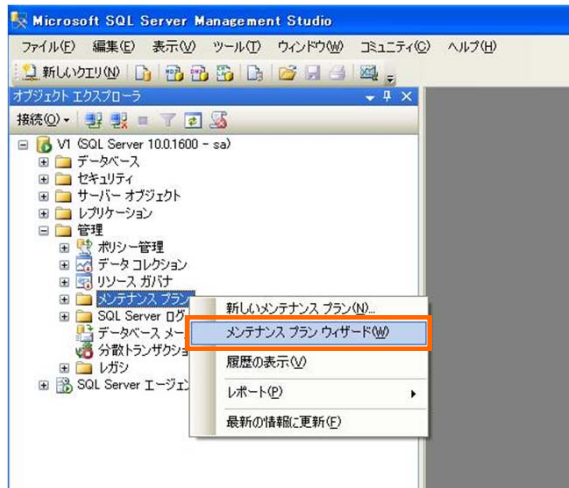 Microsoft SQL Server Management Studio
ファイル(F) 編集(E) 表示(V) ツール(T) ウィンドウ(W) コミュニティ(C) ヘルプ(H)
新しいクエリ(N)
オブジェクト エクスプローラ
接続(O)
V1 (SQL Server 10.0.1600 - sa)
データベース
セキュリティ
サーバー オブジェクト
レプリケーション
管理
ポリシー管理
データ コレクション
リソース ガバナ
メンテナンス プラン
SQL Server ログ
データベース メー
分散トランザクショ
レガシ
SQL Server エージェン
新しいメンテナンス プラン(N)...
メンテナンス プラン ウィザード(W)
履歴の表示(V)
レポート(P)
最新の情報に更新(F)